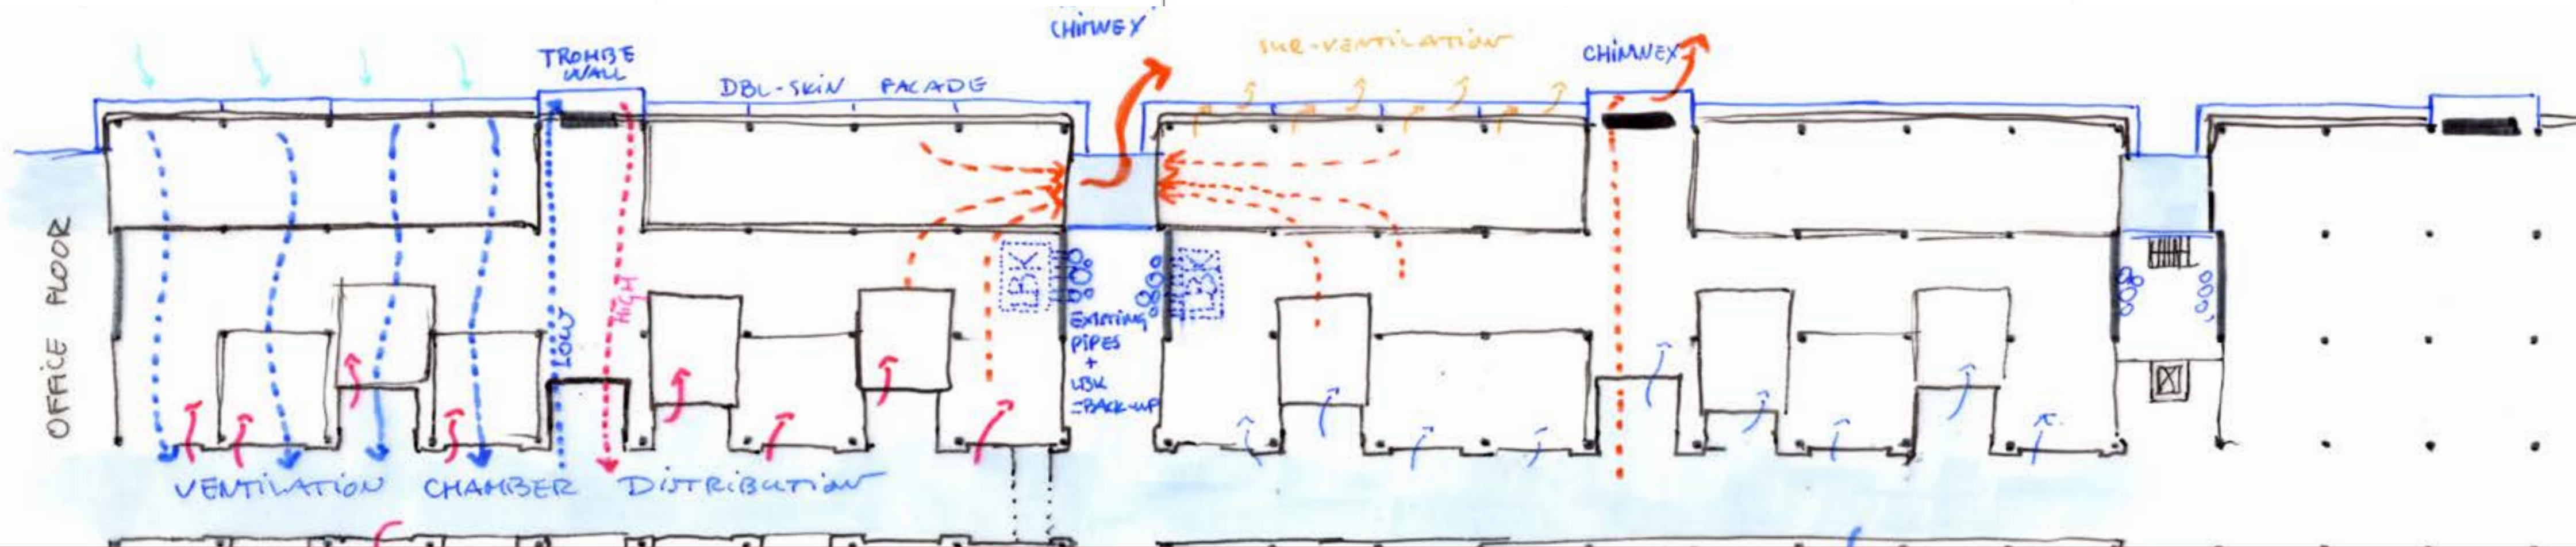 CHIMNEY
SUR-VENTILATION
CHIMNEY
TROMBE
WALL
DBL-SKIN FACADE
OFFICE FLOOR
LOW
HIGH
LBK
LBK
EXISTING
PIPES
+
LBK
=BACK-UP
VENTILATION CHAMBER DISTRIBUTION